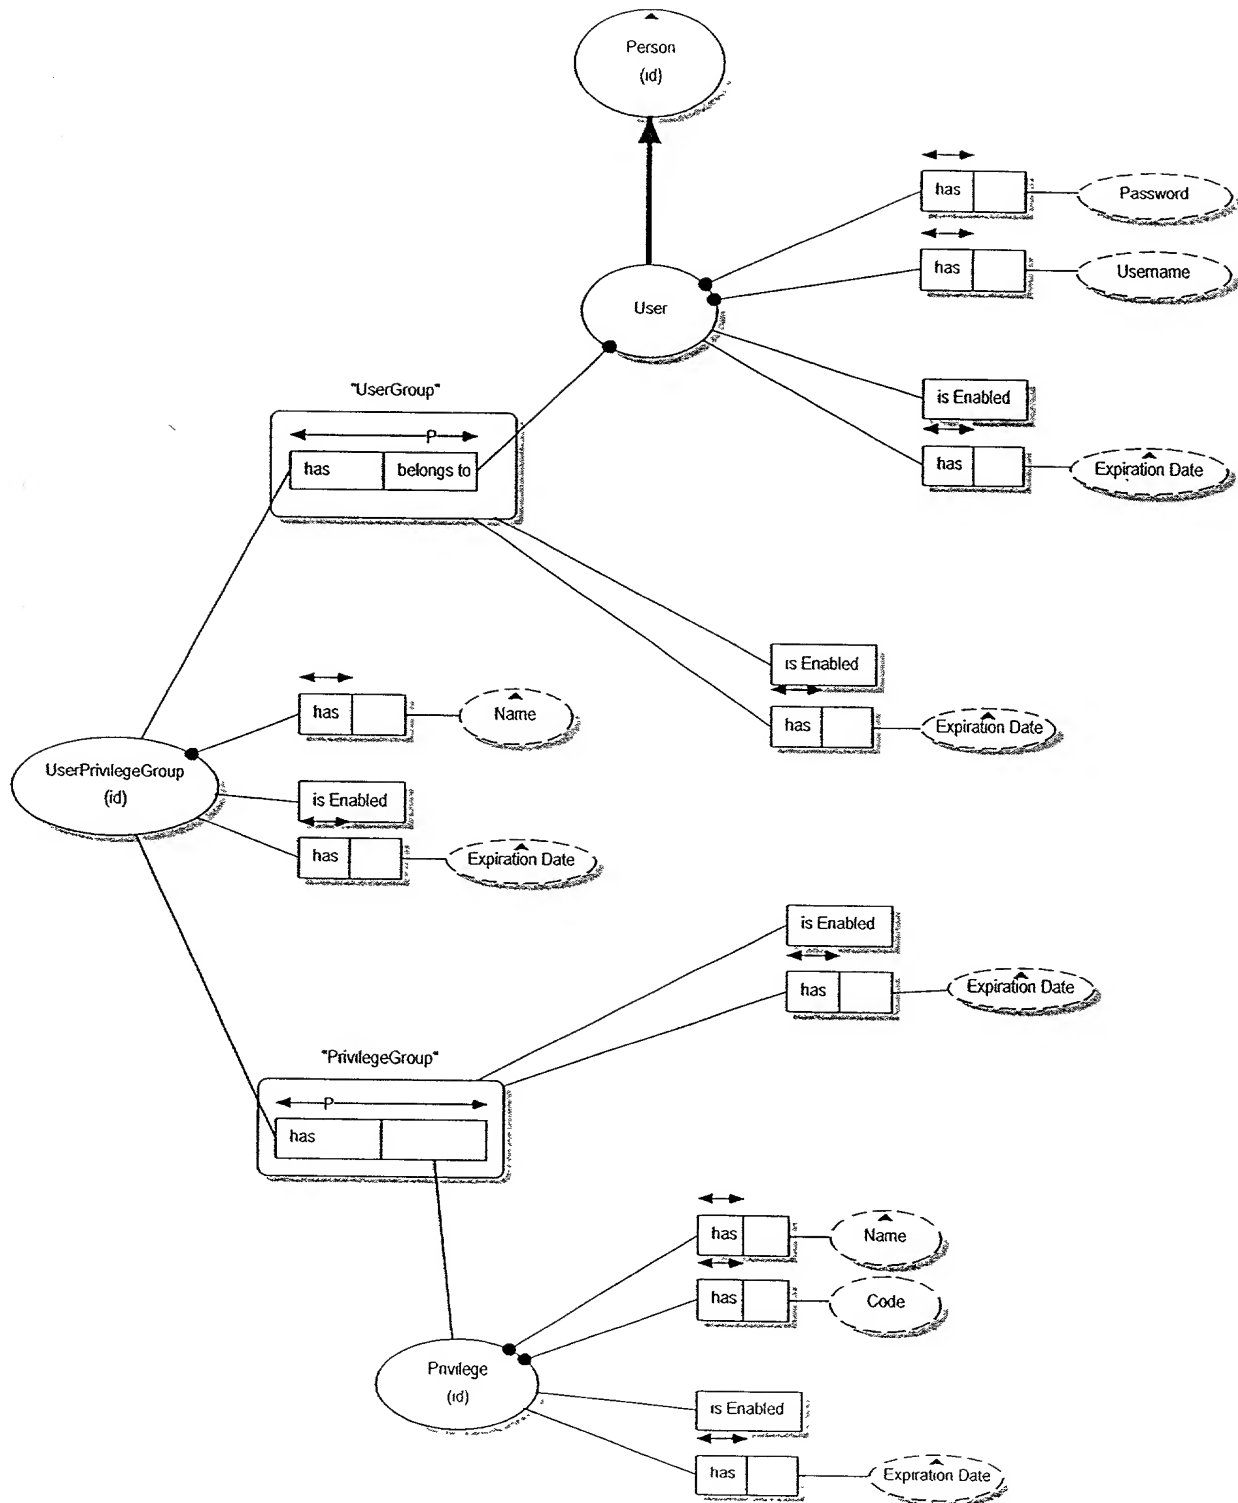 Person
(id)
has
Password
has
Username
User
is Enabled
"UserGroup"
P
has
belongs to
has
Expiration Date
is Enabled
has
Name
has
Expiration Date
UserPrivilegeGroup
(id)
is Enabled
has
Expiration Date
is Enabled
has
Expiration Date
"PrivilegeGroup"
P
has
has
Name
has
Code
Privilege
(id)
is Enabled
has
Expiration Date